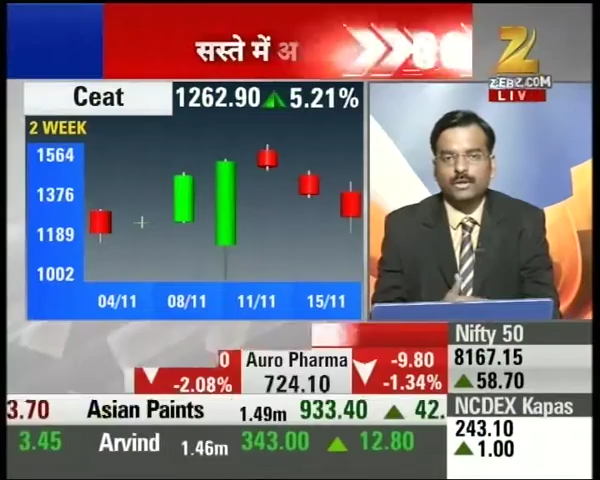 सस्ते में
ZEBZ.COM
LIV
Ceat
1262.90 5.21%
2 WEEK
1564
1376
1189
1002
04/11 08/11 11/11 15/11
Nifty 50
8167.15
58.70
0
-2.08%
Auro Pharma
724.10
-9.80
-1.34%
3.70 Asian Paints 1.49m 933.40 42.
NCDEX Kapas
243.10
1.00
3.45 Arvind 1.46m 343.00 12.80